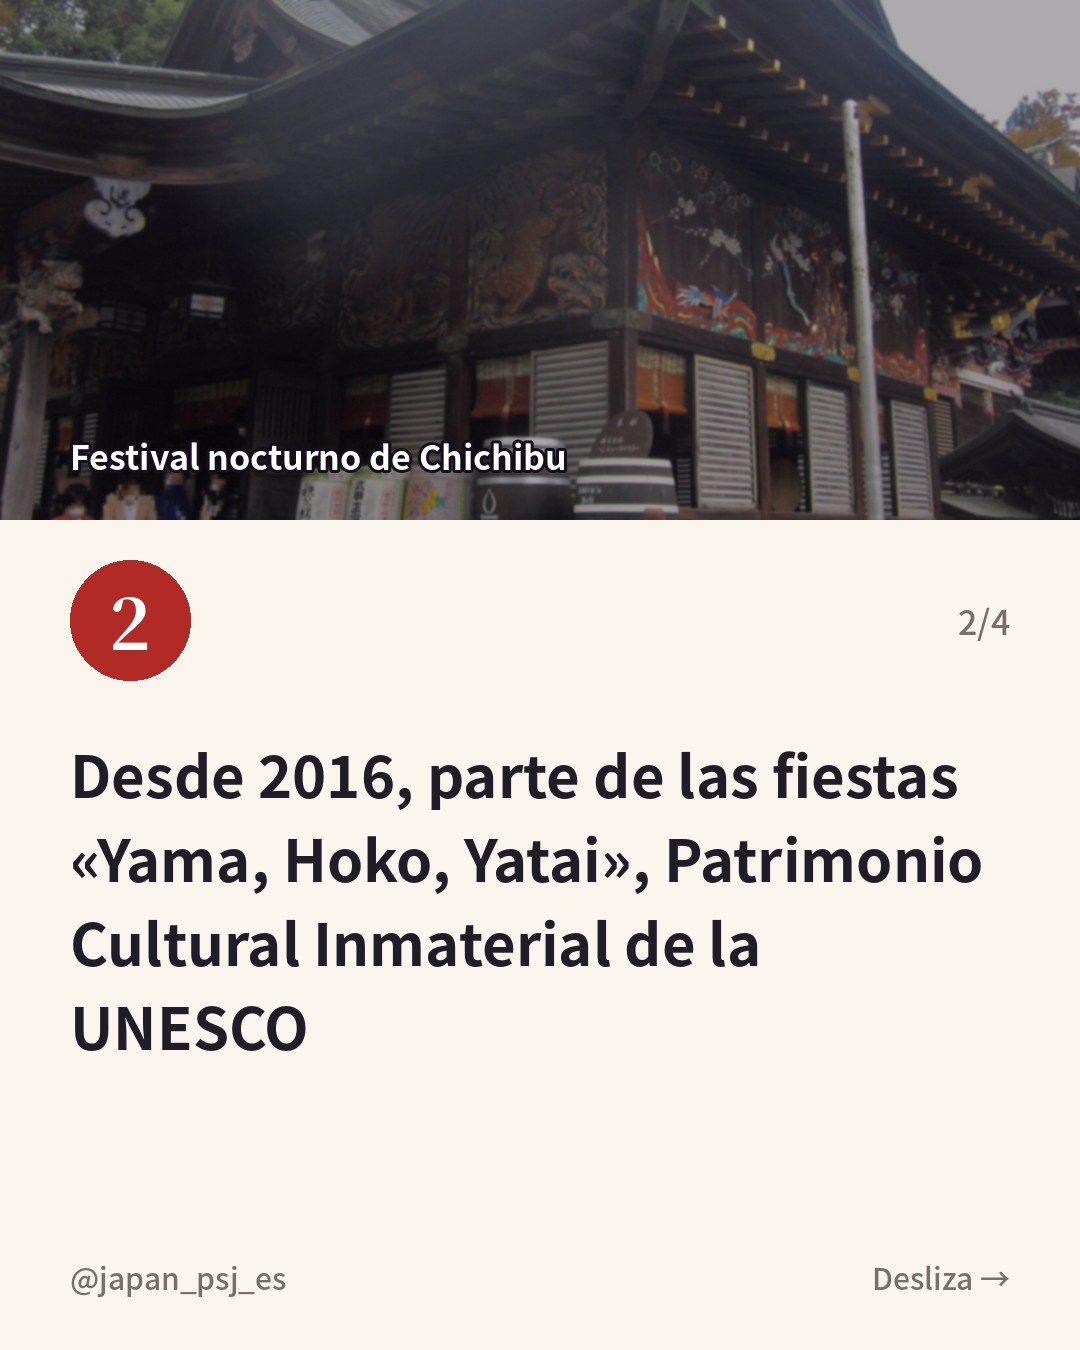 Festival nocturno de Chichibu
2
2/4
Desde 2016, parte de las fiestas
«Yama, Hoko, Yatai», Patrimonio
Cultural Inmaterial de la
UNESCO
@japan_psj_es
Desliza →